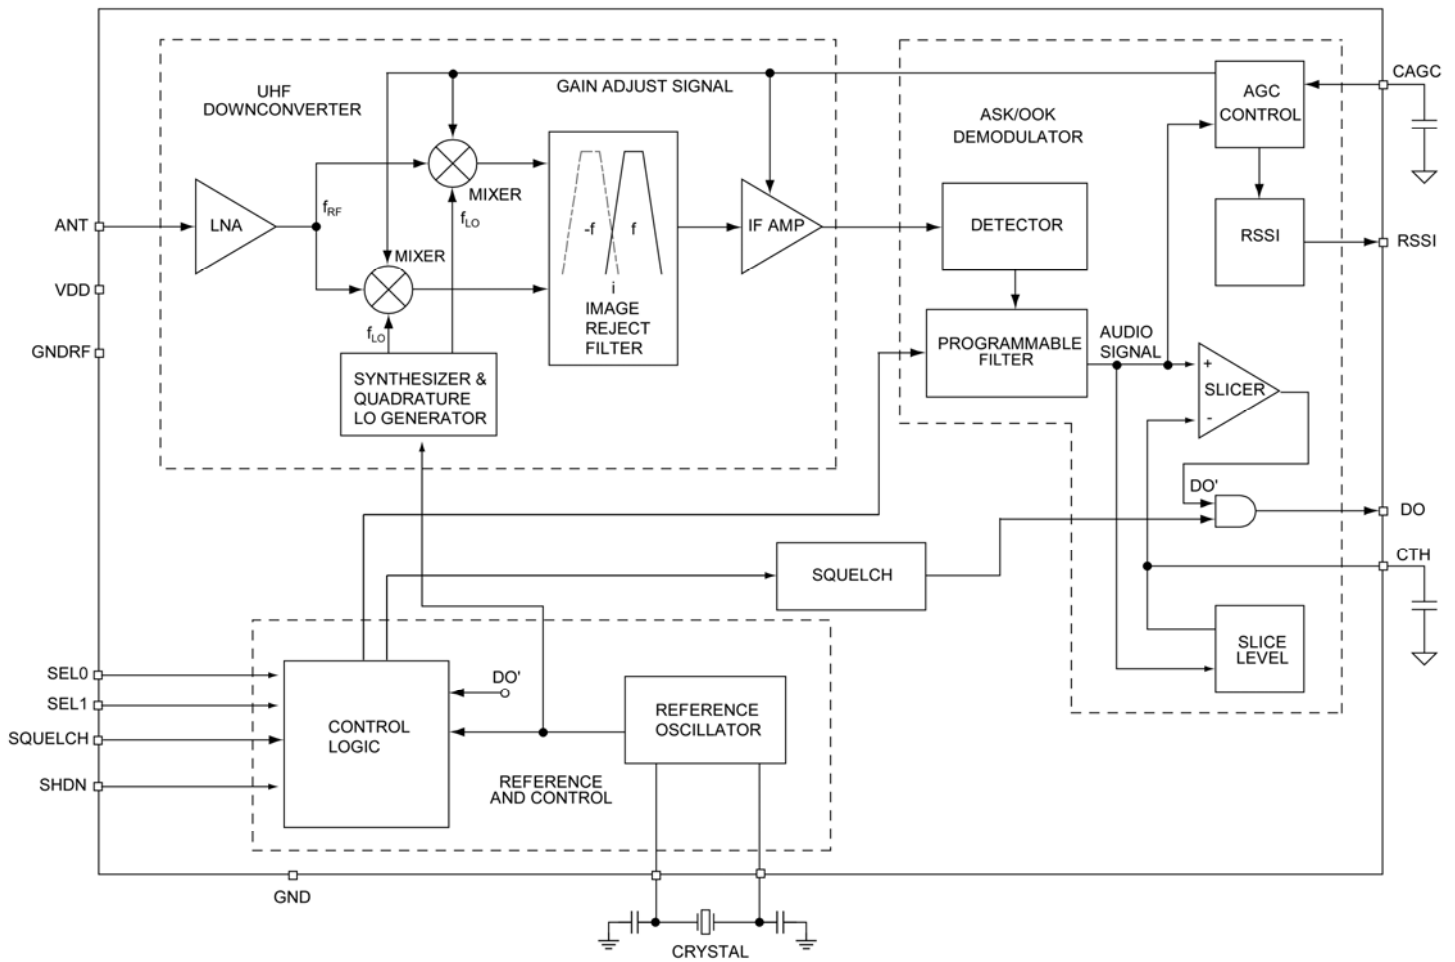 CAGC
UHF
DOWNCONVERTER
GAIN ADJUST SIGNAL
AGC
CONTROL
ASK/OOK
DEMODULATOR
MIXER
fRF
fLO
ANT
LNA
-f
f
IF AMP
DETECTOR
RSSI
RSSI
MIXER
VDD
i
IMAGE
REJECT
FILTER
fLO
GNDRF
PROGRAMMABLE
FILTER
AUDIO
SIGNAL
+
SLICER
-
SYNTHESIZER &
QUADRATURE
LO GENERATOR
DO'
DO
CTH
SQUELCH
SLICE
LEVEL
SEL0
SEL1
SQUELCH
SHDN
DO'
CONTROL
LOGIC
REFERENCE
OSCILLATOR
REFERENCE
AND CONTROL
GND
CRYSTAL